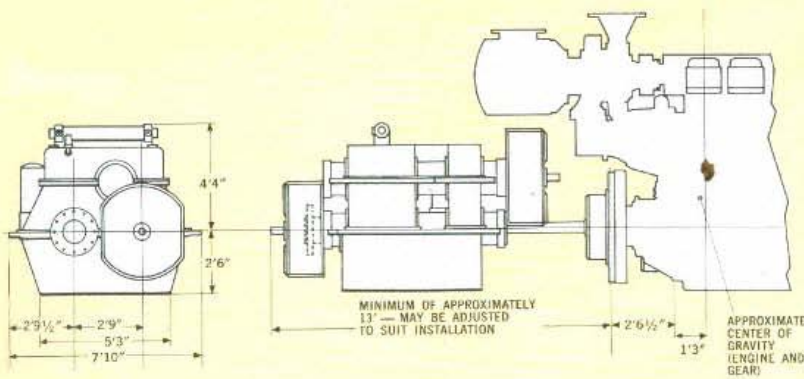 4'4"
2'6"
2'9½"
2'9"
5'3"
7'10"
MINIMUM OF APPROXIMATELY
13' — MAY BE ADJUSTED
TO SUIT INSTALLATION
2'6½"
1'3"
APPROXIMATE
CENTER OF
GRAVITY
(ENGINE AND
GEAR)